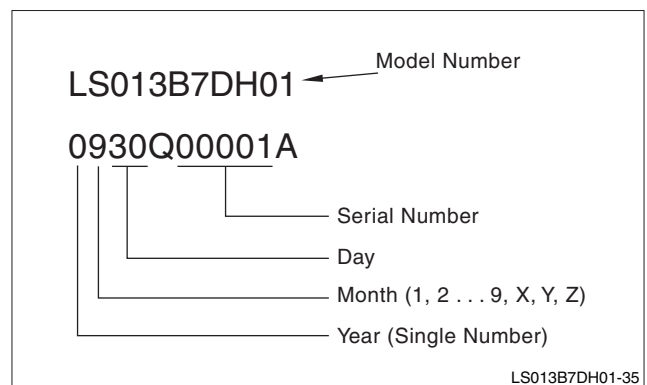 LS013B7DH01
Model Number
0930Q00001A
Serial Number
Day
Month (1, 2 . . . 9, X, Y, Z)
Year (Single Number)
LS013B7DH01-35